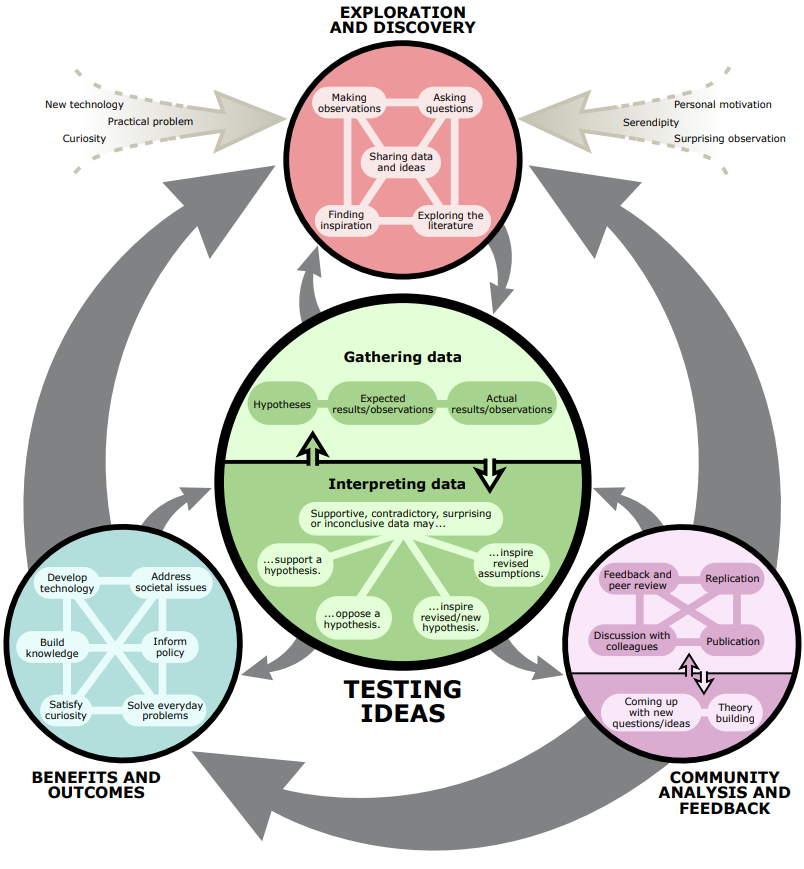 EXPLORATION
AND DISCOVERY
New technology
Practical problem
Curiosity
Personal motivation
Serendipity
Surprising observation
Making
observations
Asking
questions
Sharing data
and ideas
Finding
inspiration
Exploring the
literature
Gathering data
Hypotheses
Expected
results/observations
Actual
results/observations
Interpreting data
Supportive, contradictory, surprising
or inconclusive data may...
...support a
hypothesis.
...oppose a
hypothesis.
...inspire
revised/new
hypothesis.
...inspire
revised
assumptions.
TESTING
IDEAS
Develop
technology
Address
societal issues
Build
knowledge
Inform
policy
Satisfy
curiosity
Solve everyday
problems
BENEFITS AND
OUTCOMES
Feedback and
peer review
Replication
Discussion with
colleagues
Publication
Coming up
with new
questions/ideas
Theory
building
COMMUNITY
ANALYSIS AND
FEEDBACK